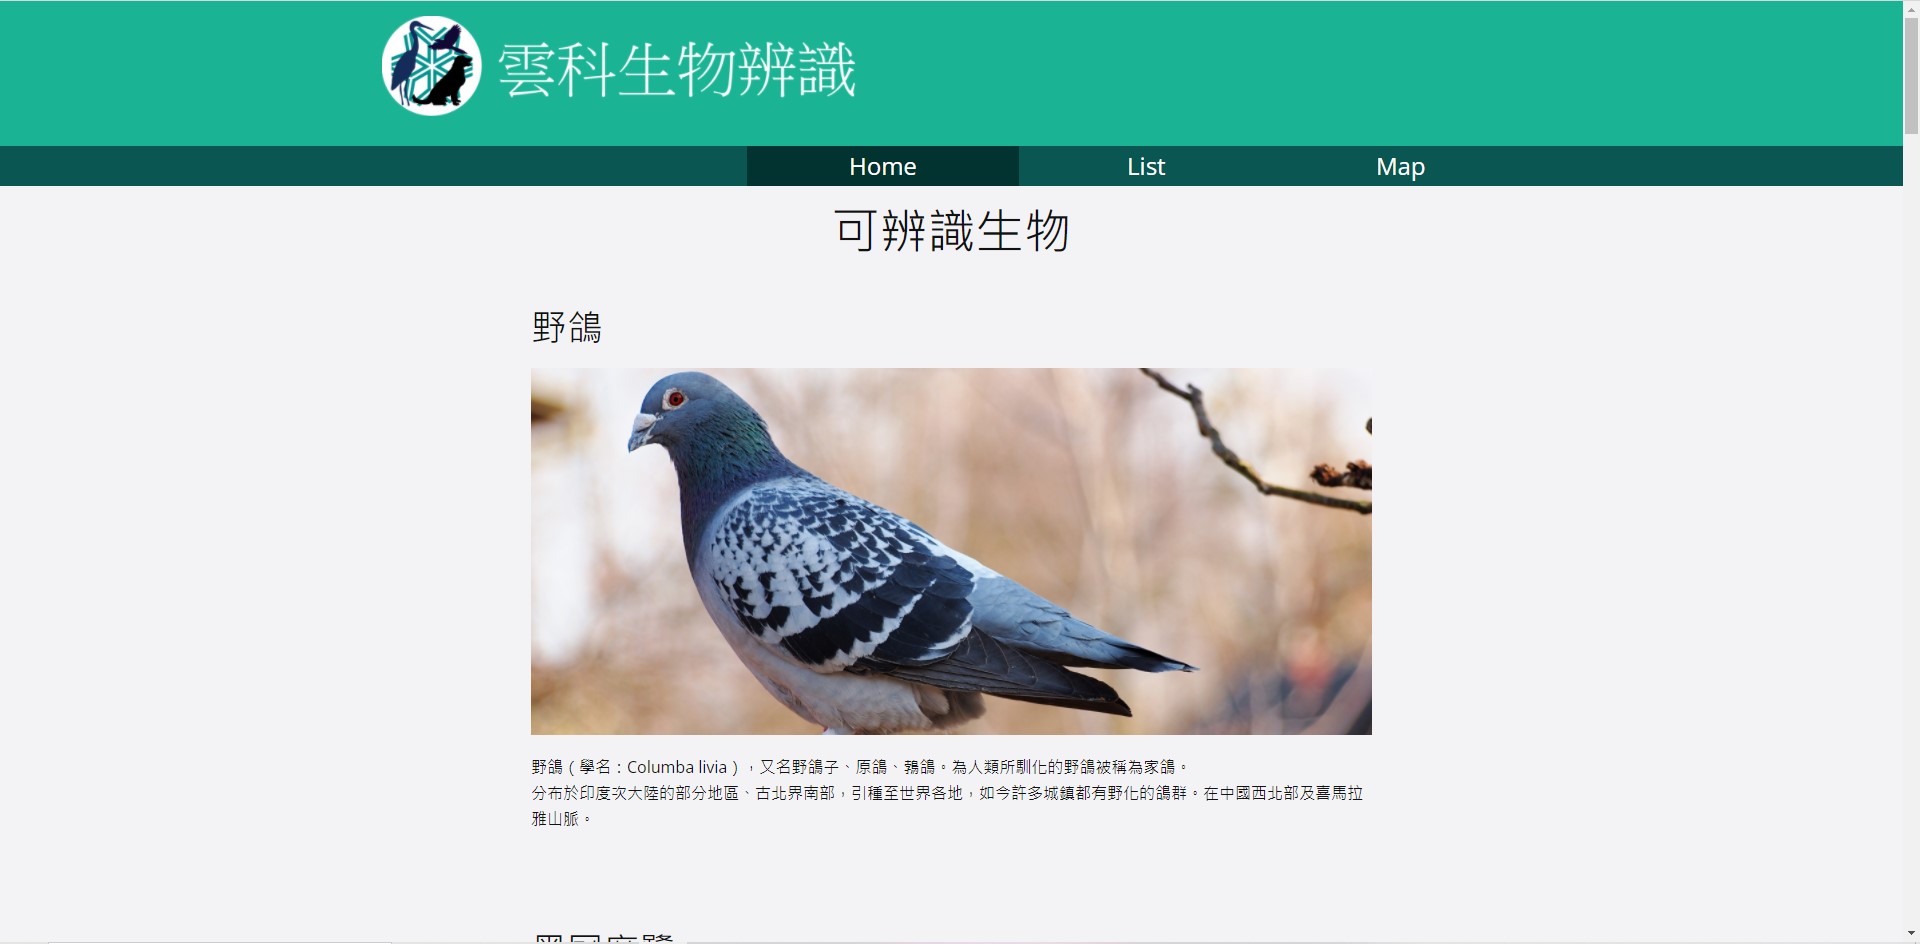 雲科生物辨識
Home
List
Map
可辨識生物
野鴿
野鴿（學名：Columba livia），又名野鴿子、原鴿、鵓鴿。為人類所馴化的野鴿被稱為家鴿。
分布於印度次大陸的部分地區、古北界南部，引種至世界各地，如今許多城鎮都有野化的鴿群。在中國西北部及喜馬拉
雅山脈。